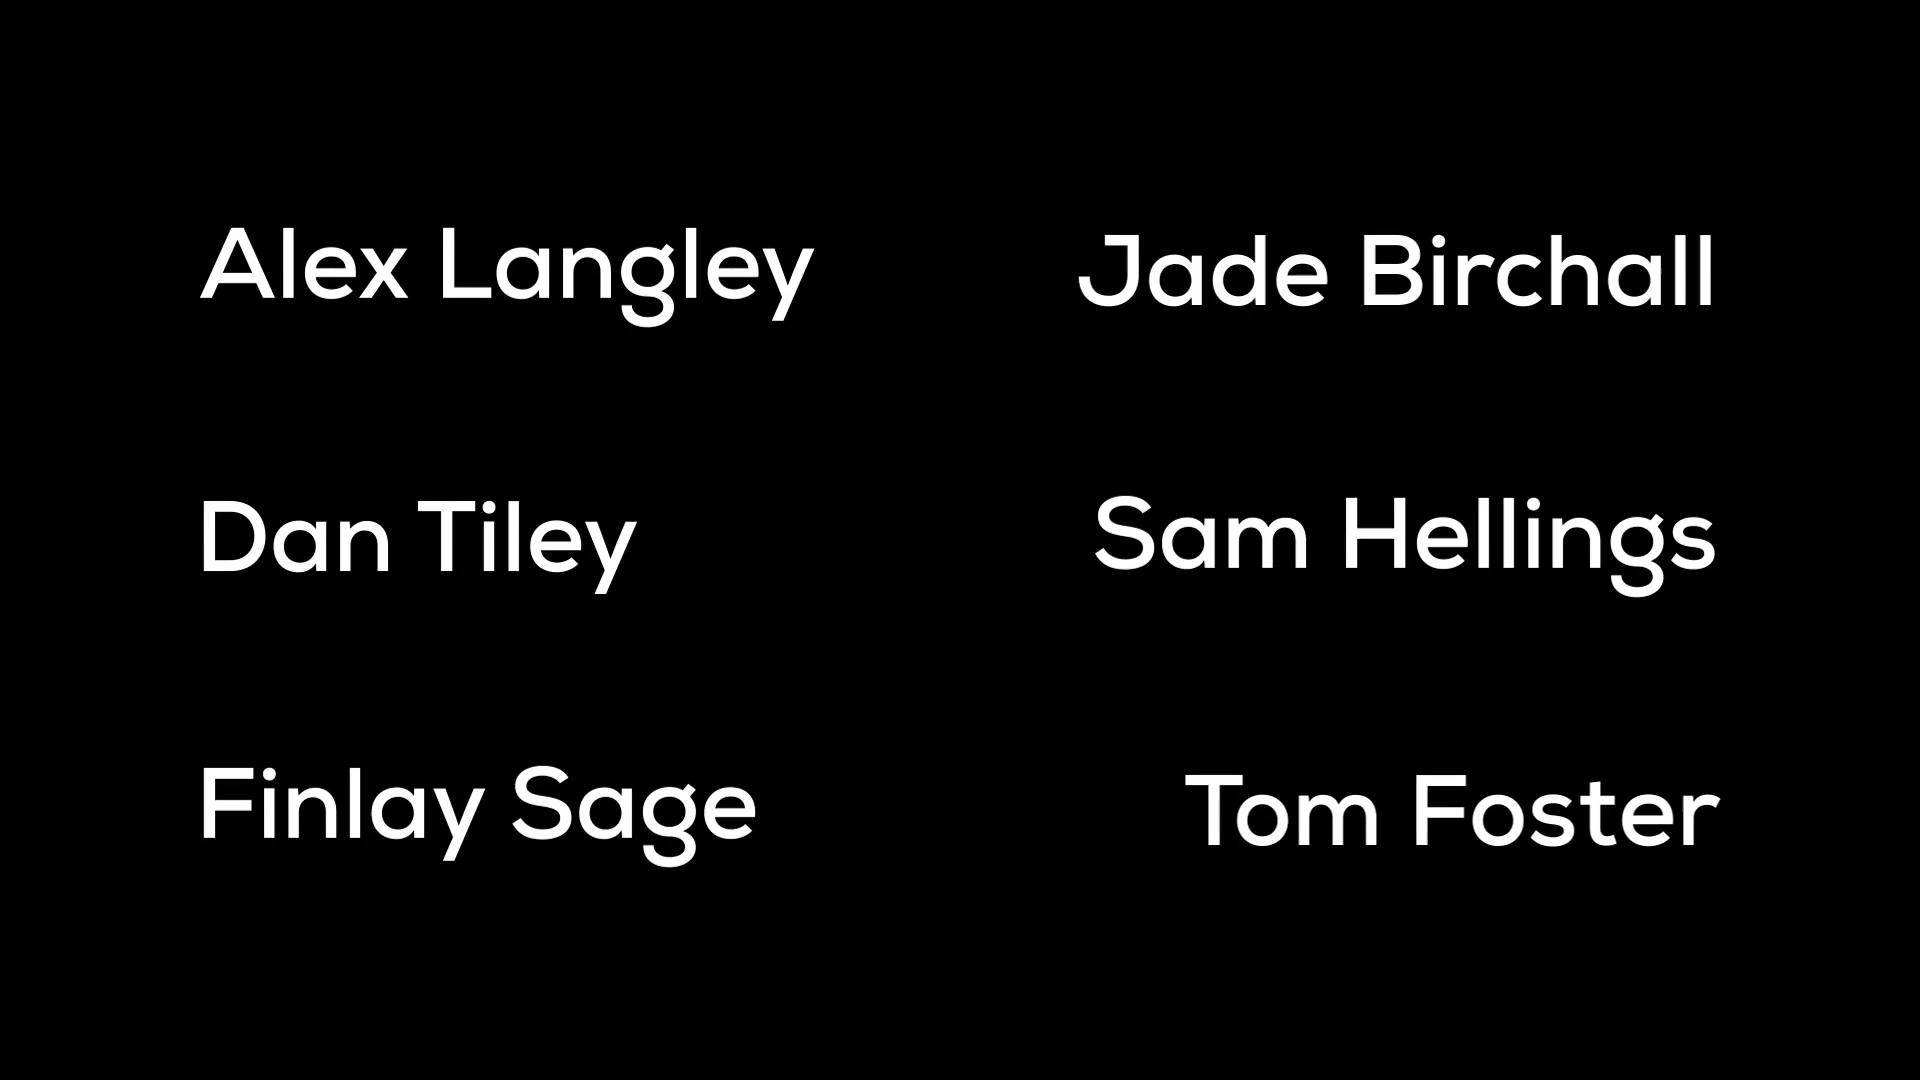 Alex Langley
Jade Birchall
Dan Tiley
Sam Hellings
Finlay Sage
Tom Foster